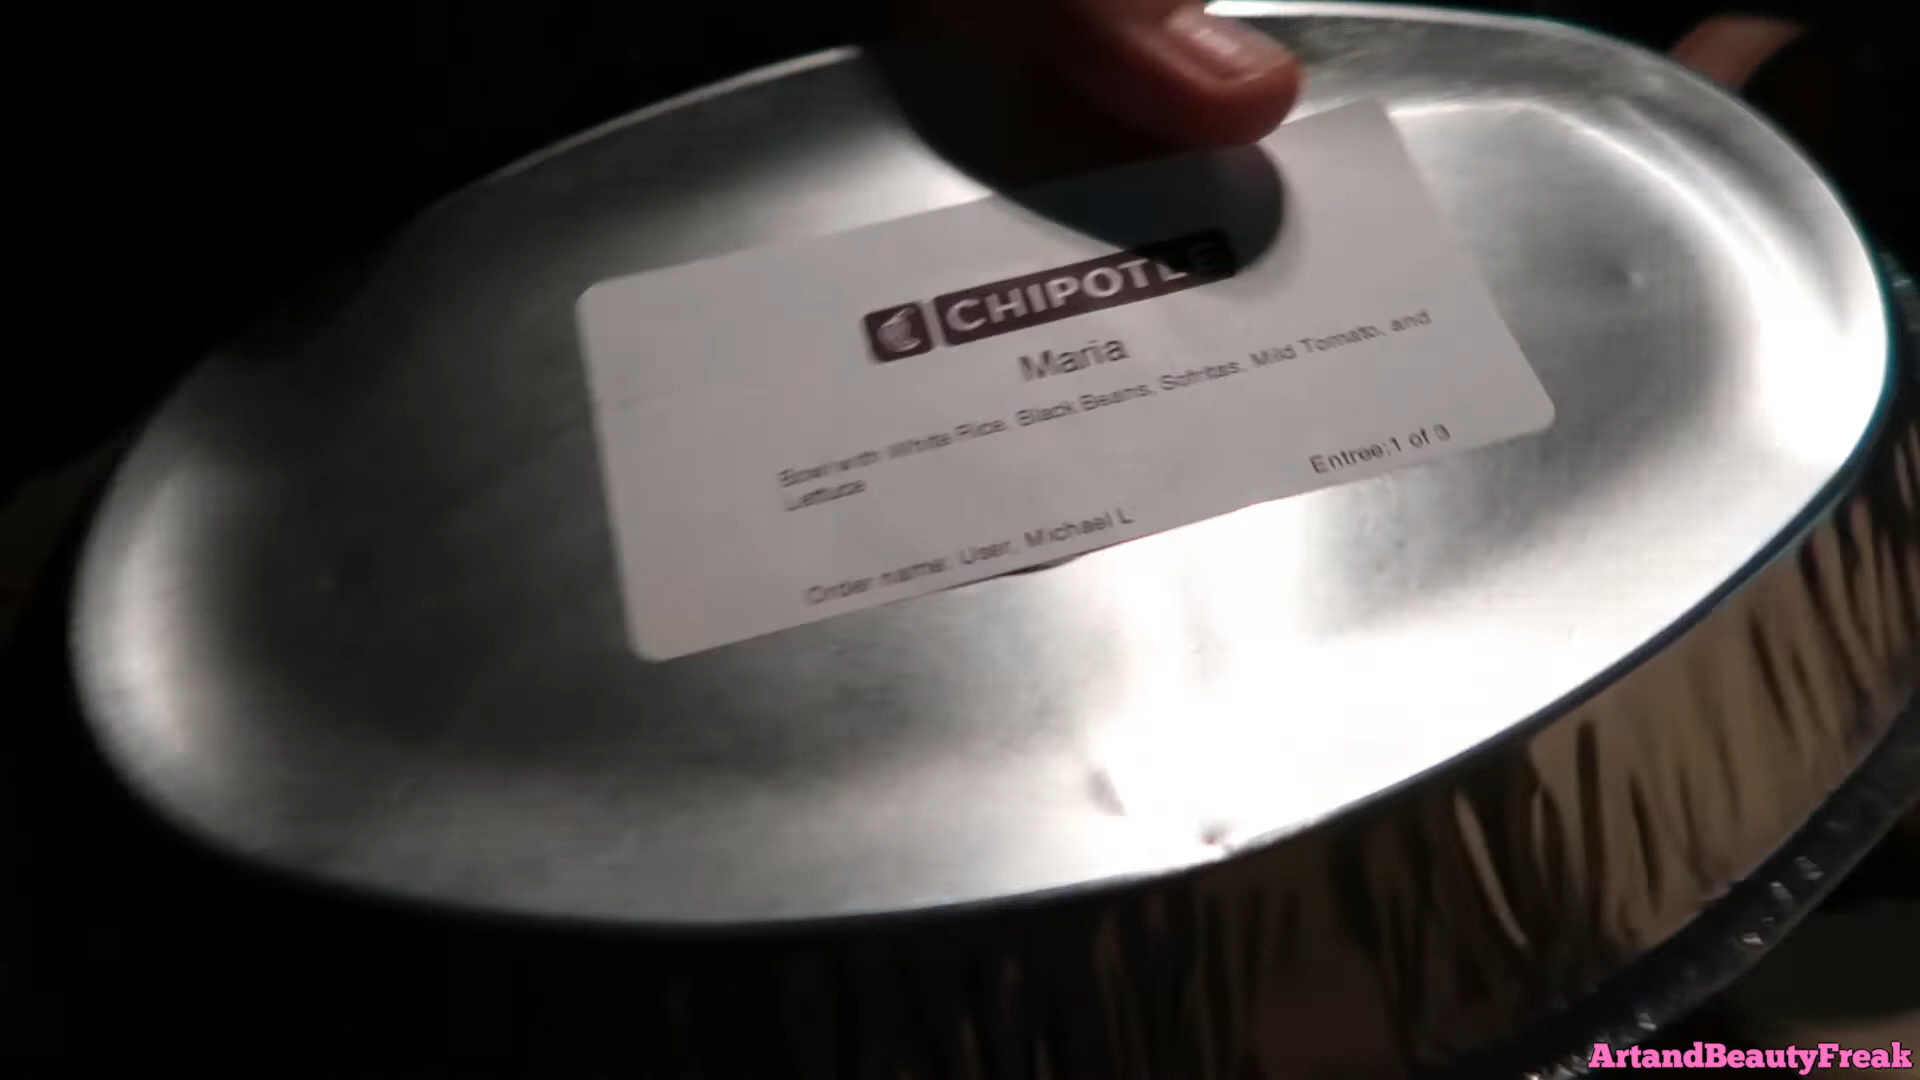 CHIPOTLE
Maria
Bowl with White Rice, Black Beans, Sofritas, Mild Tomato, and
Lettuce
Entree:1 of
Order name: User, Michael L
ArtandBeautyFreak